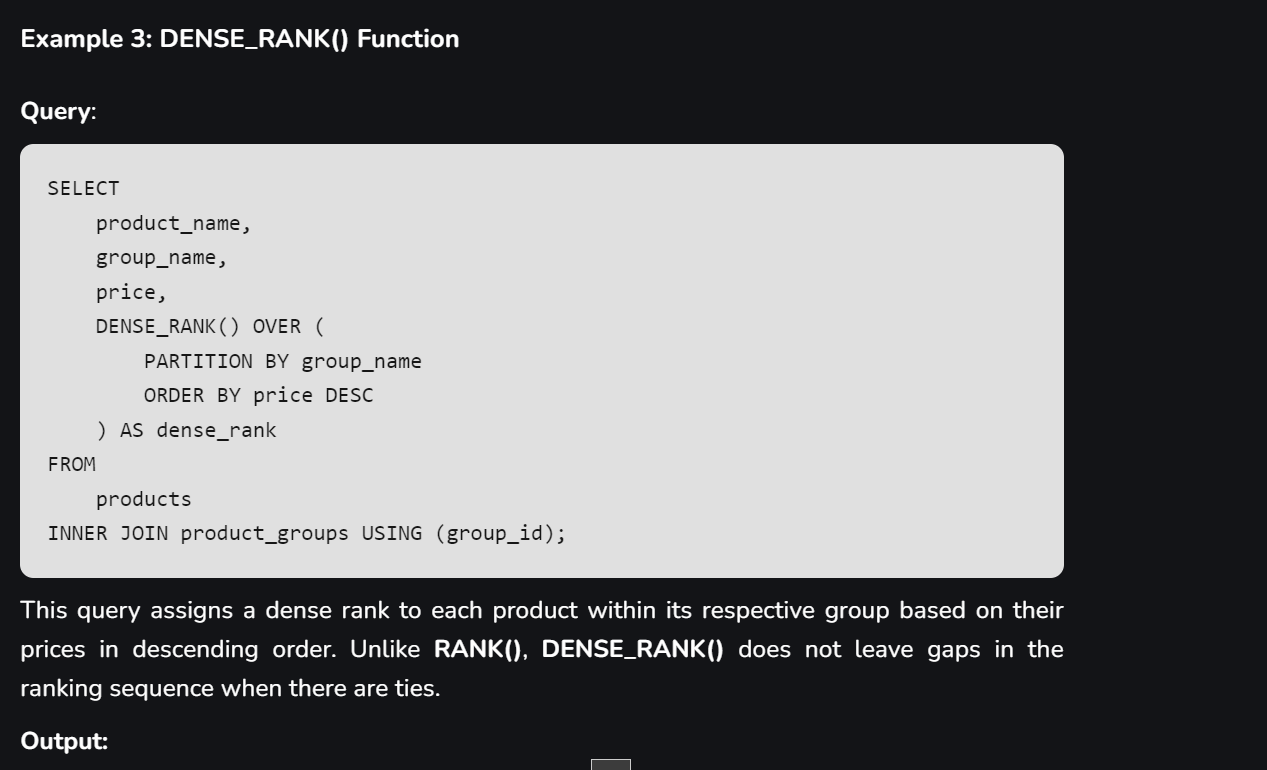 Example 3: DENSE_RANK() Function
Query:
SELECT
    product_name,
    group_name,
    price,
    DENSE_RANK() OVER (
        PARTITION BY group_name
        ORDER BY price DESC
    ) AS dense_rank
FROM
    products
INNER JOIN product_groups USING (group_id);
This query assigns a dense rank to each product within its respective group based on their
prices in descending order. Unlike RANK(), DENSE_RANK() does not leave gaps in the
ranking sequence when there are ties.
Output: